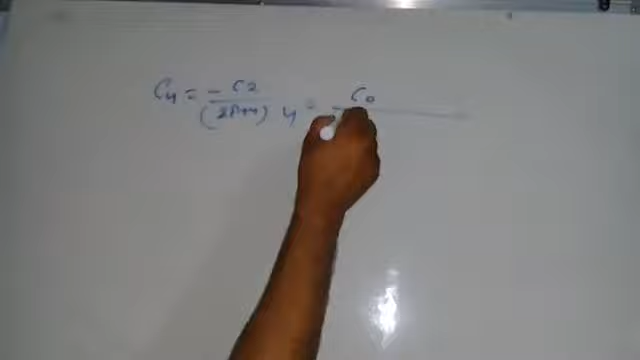 C4 = -C2 / (2p+4) 4 = C0